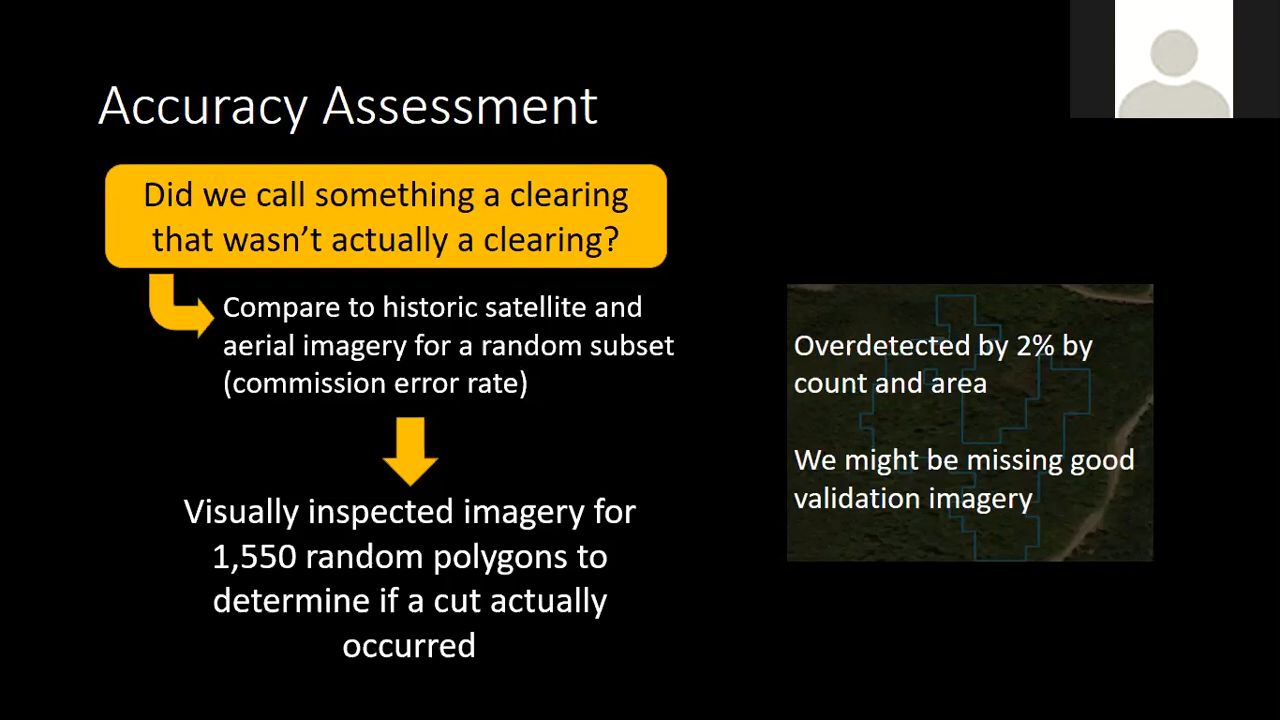 Accuracy Assessment
Did we call something a clearing
that wasn’t actually a clearing?
Compare to historic satellite and
aerial imagery for a random subset
(commission error rate)
Visually inspected imagery for
1,550 random polygons to
determine if a cut actually
occurred
Overdetected by 2% by
count and area
We might be missing good
validation imagery